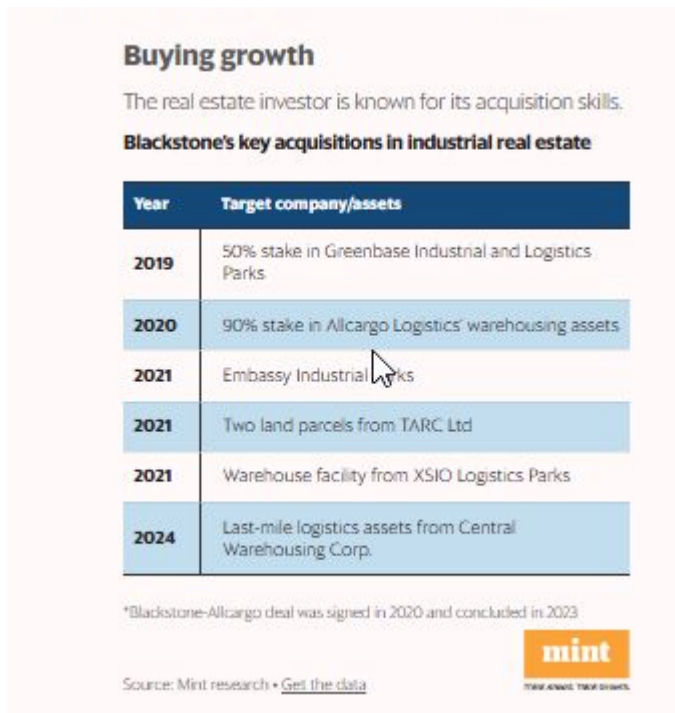 Buying growth
The real estate investor is known for its acquisition skills.
Blackstone's key acquisitions in industrial real estate
Year Target company/assets
2019 50% stake in Greenbase Industrial and Logistics
Parks
2020 90% stake in Allcargo Logistics' warehousing assets
2021 Embassy Industrial
2021 Two land parcels from TARC Ltd
2021 Warehouse facility from XSIO Logistics Parks
2024 Last-mile logistics assets from Central
Warehousing Corp.
*Blackstone-Allcargo deal was signed in 2020 and concluded in 2023
mint
Source: Mint research • Get the data